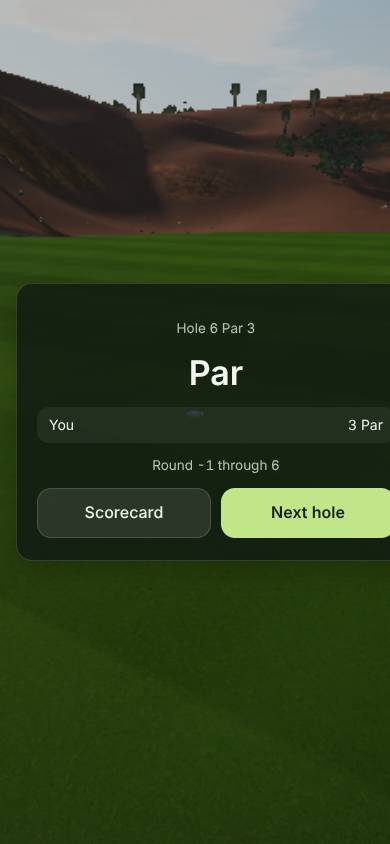 Hole 6 Par 3
Par
You 3 Par
Round -1 through 6
Scorecard Next hole